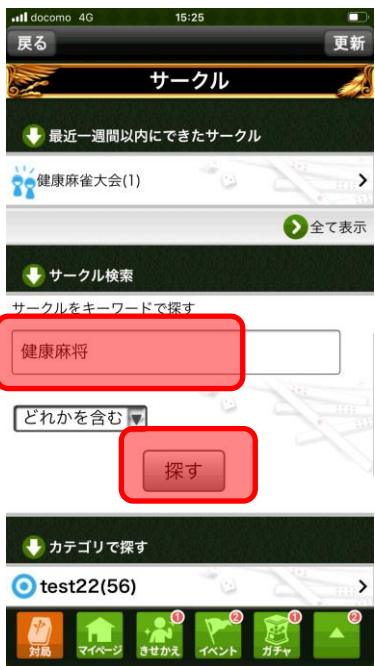 docomo 4G 15:25
戻る 更新
サークル
最近一週間以内にできたサークル
健康麻雀大会(1)
全て表示
サークル検索
サークルをキーワードで探す
健康麻将
どれかを含む
探す
カテゴリで探す
test22(56)
1 2 1 2
対局 マイページ きせかえ イベント ガチャ